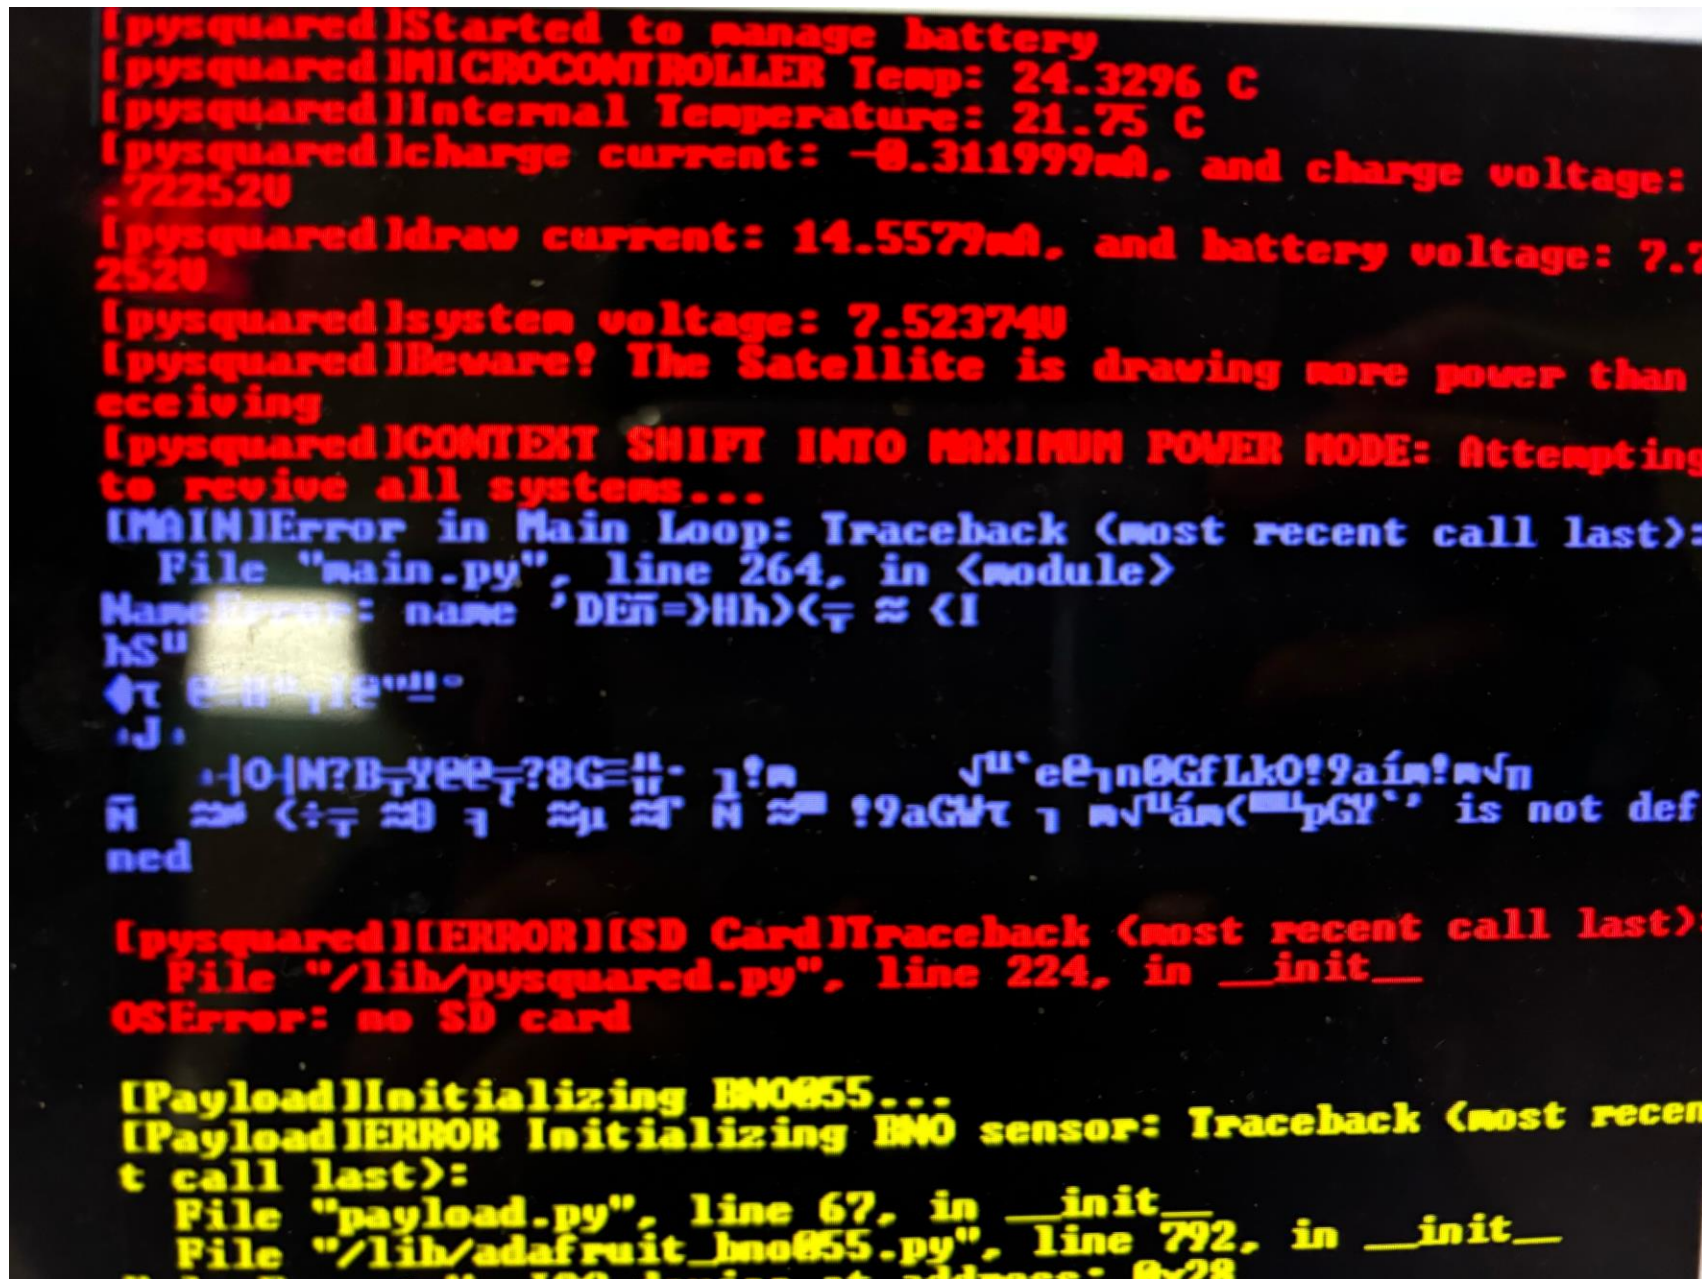 [pysquared]Started to manage battery
[pysquared]MICROCONTROLLER Temp: 24.3296 C
[pysquared]Internal Temperature: 21.75 C
[pysquared]charge current: -0.311999mA, and charge voltage:
.72252V
[pysquared]draw current: 14.5579mA, and battery voltage: 7.7
252V
[pysquared]system voltage: 7.52374V
[pysquared]Beware! The Satellite is drawing more power than
eceiving
[pysquared]CONTEXT SHIFT INTO MAXIMUM POWER MODE: Attempting
to revive all systems...
[MAIN]Error in Main Loop: Traceback (most recent call last):
File "main.py", line 264, in <module>
NameError: name
is not def
ned
[pysquared][ERROR][SD Card]Traceback (most recent call last)
File "/lib/pysquared.py", line 224, in __init__
OSError: no SD card
[Payload]Initializing BNO055...
[Payload]ERROR Initializing BNO sensor: Traceback (most recen
t call last):
File "payload.py", line 67, in __init__
File "/lib/adafruit_bno055.py", line 792, in __init__
device at address: 0x28